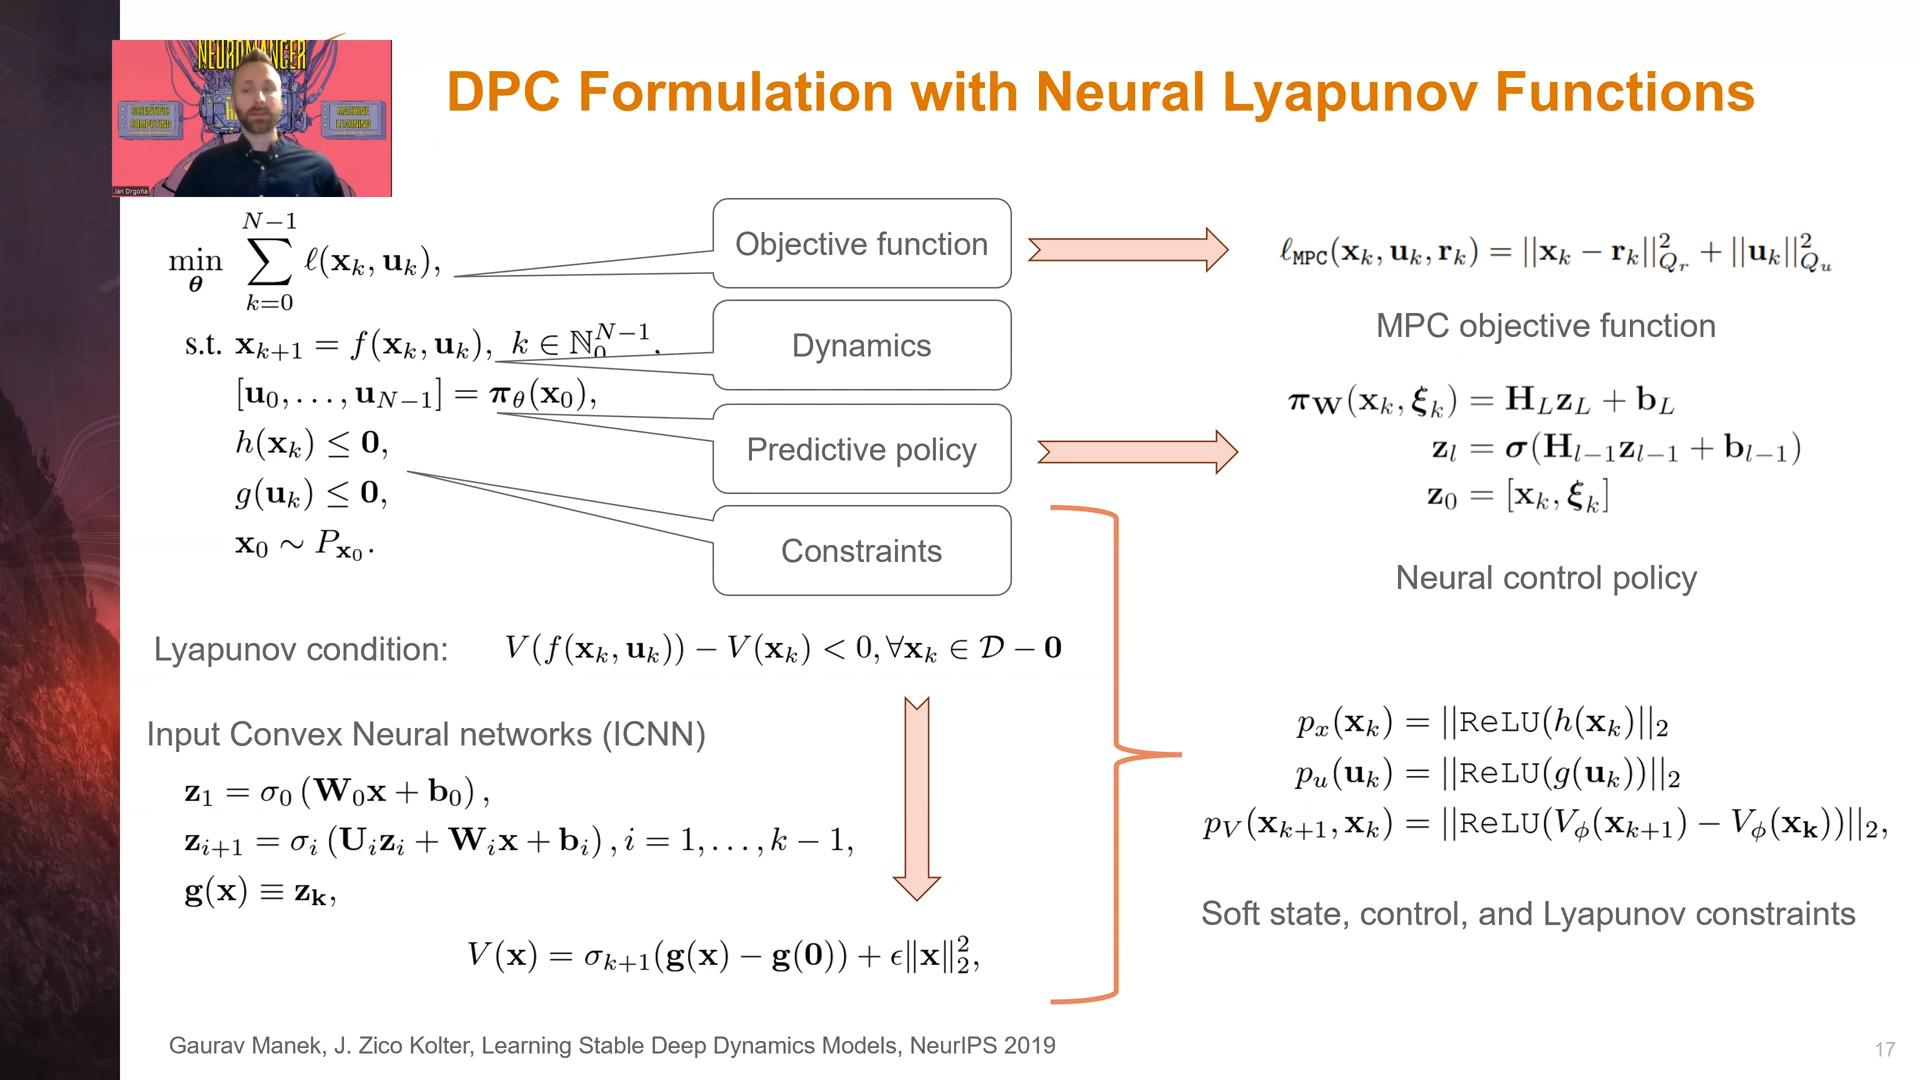 NEUROMANCER
SCIENTIFIC
COMPUTING
MACHINE
LEARNING
Ján Drgoňa
DPC Formulation with Neural Lyapunov Functions
min_θ ∑_{k=0}^{N−1} ℓ(x_k, u_k),
s.t. x_{k+1} = f(x_k, u_k), k ∈ ℕ_0^{N−1}.
[u_0, …, u_{N−1}] = π_θ(x_0),
h(x_k) ≤ 0,
g(u_k) ≤ 0,
x_0 ∼ P_{x_0}.
Objective function
Dynamics
Predictive policy
Constraints
ℓ_MPC(x_k, u_k, r_k) = ||x_k − r_k||²_{Q_r} + ||u_k||²_{Q_u}
MPC objective function
π_W(x_k, ξ_k) = H_L z_L + b_L
z_l = σ(H_{l−1} z_{l−1} + b_{l−1})
z_0 = [x_k, ξ_k]
Neural control policy
Lyapunov condition: V(f(x_k, u_k)) − V(x_k) < 0, ∀x_k ∈ 𝒟 − 0
Input Convex Neural networks (ICNN)
z_1 = σ_0 (W_0 x + b_0),
z_{i+1} = σ_i (U_i z_i + W_i x + b_i), i = 1, …, k − 1,
g(x) ≡ z_k,
V(x) = σ_{k+1}(g(x) − g(0)) + ϵ‖x‖²_2,
p_x(x_k) = ||ReLU(h(x_k)||_2
p_u(u_k) = ||ReLU(g(u_k))||_2
p_V(x_{k+1}, x_k) = ||ReLU(V_ϕ(x_{k+1}) − V_ϕ(x_k))||_2,
Soft state, control, and Lyapunov constraints
Gaurav Manek, J. Zico Kolter, Learning Stable Deep Dynamics Models, NeurIPS 2019
17